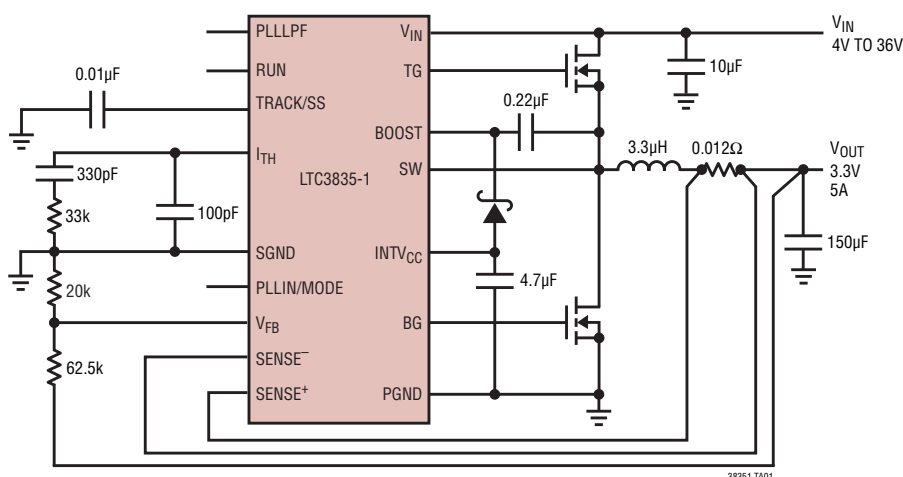 PLLLPF
RUN
0.01µF
TRACK/SS
I_TH
330pF
33k
100pF
SGND
20k
PLLIN/MODE
V_FB
62.5k
SENSE⁻
SENSE⁺
LTC3835-1
V_IN
TG
BOOST
SW
INTV_CC
BG
PGND
0.22µF
4.7µF
3.3µH
0.012Ω
10µF
V_IN
4V TO 36V
V_OUT
3.3V
5A
150µF
38351 TA01